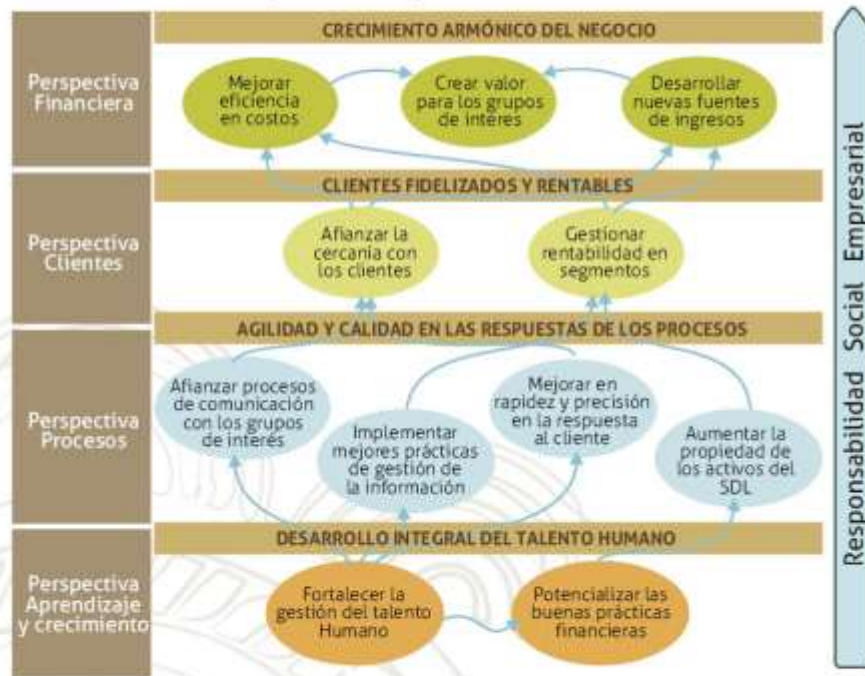 CRECIMIENTO ARMÓNICO DEL NEGOCIO
Perspectiva
Financiera
Mejorar
eficiencia
en costos
Crear valor
para los grupos
de interés
Desarrollar
nuevas fuentes
de ingresos
CLIENTES FIDELIZADOS Y RENTABLES
Perspectiva
Clientes
Afianzar la
cercanía con
los clientes
Gestionar
rentabilidad en
segmentos
AGILIDAD Y CALIDAD EN LAS RESPUESTAS DE LOS PROCESOS
Perspectiva
Procesos
Afianzar procesos
de comunicación
con los grupos
de interés
Implementar
mejores prácticas
de gestión de
la información
Mejorar en
rapidez y precisión
en la respuesta
al cliente
Aumentar la
propiedad de
los activos del
SDL
DESARROLLO INTEGRAL DEL TALENTO HUMANO
Perspectiva
Aprendizaje
y crecimiento
Fortalecer la
gestión del talento
Humano
Potencializar las
buenas prácticas
financieras
Responsabilidad Social Empresarial